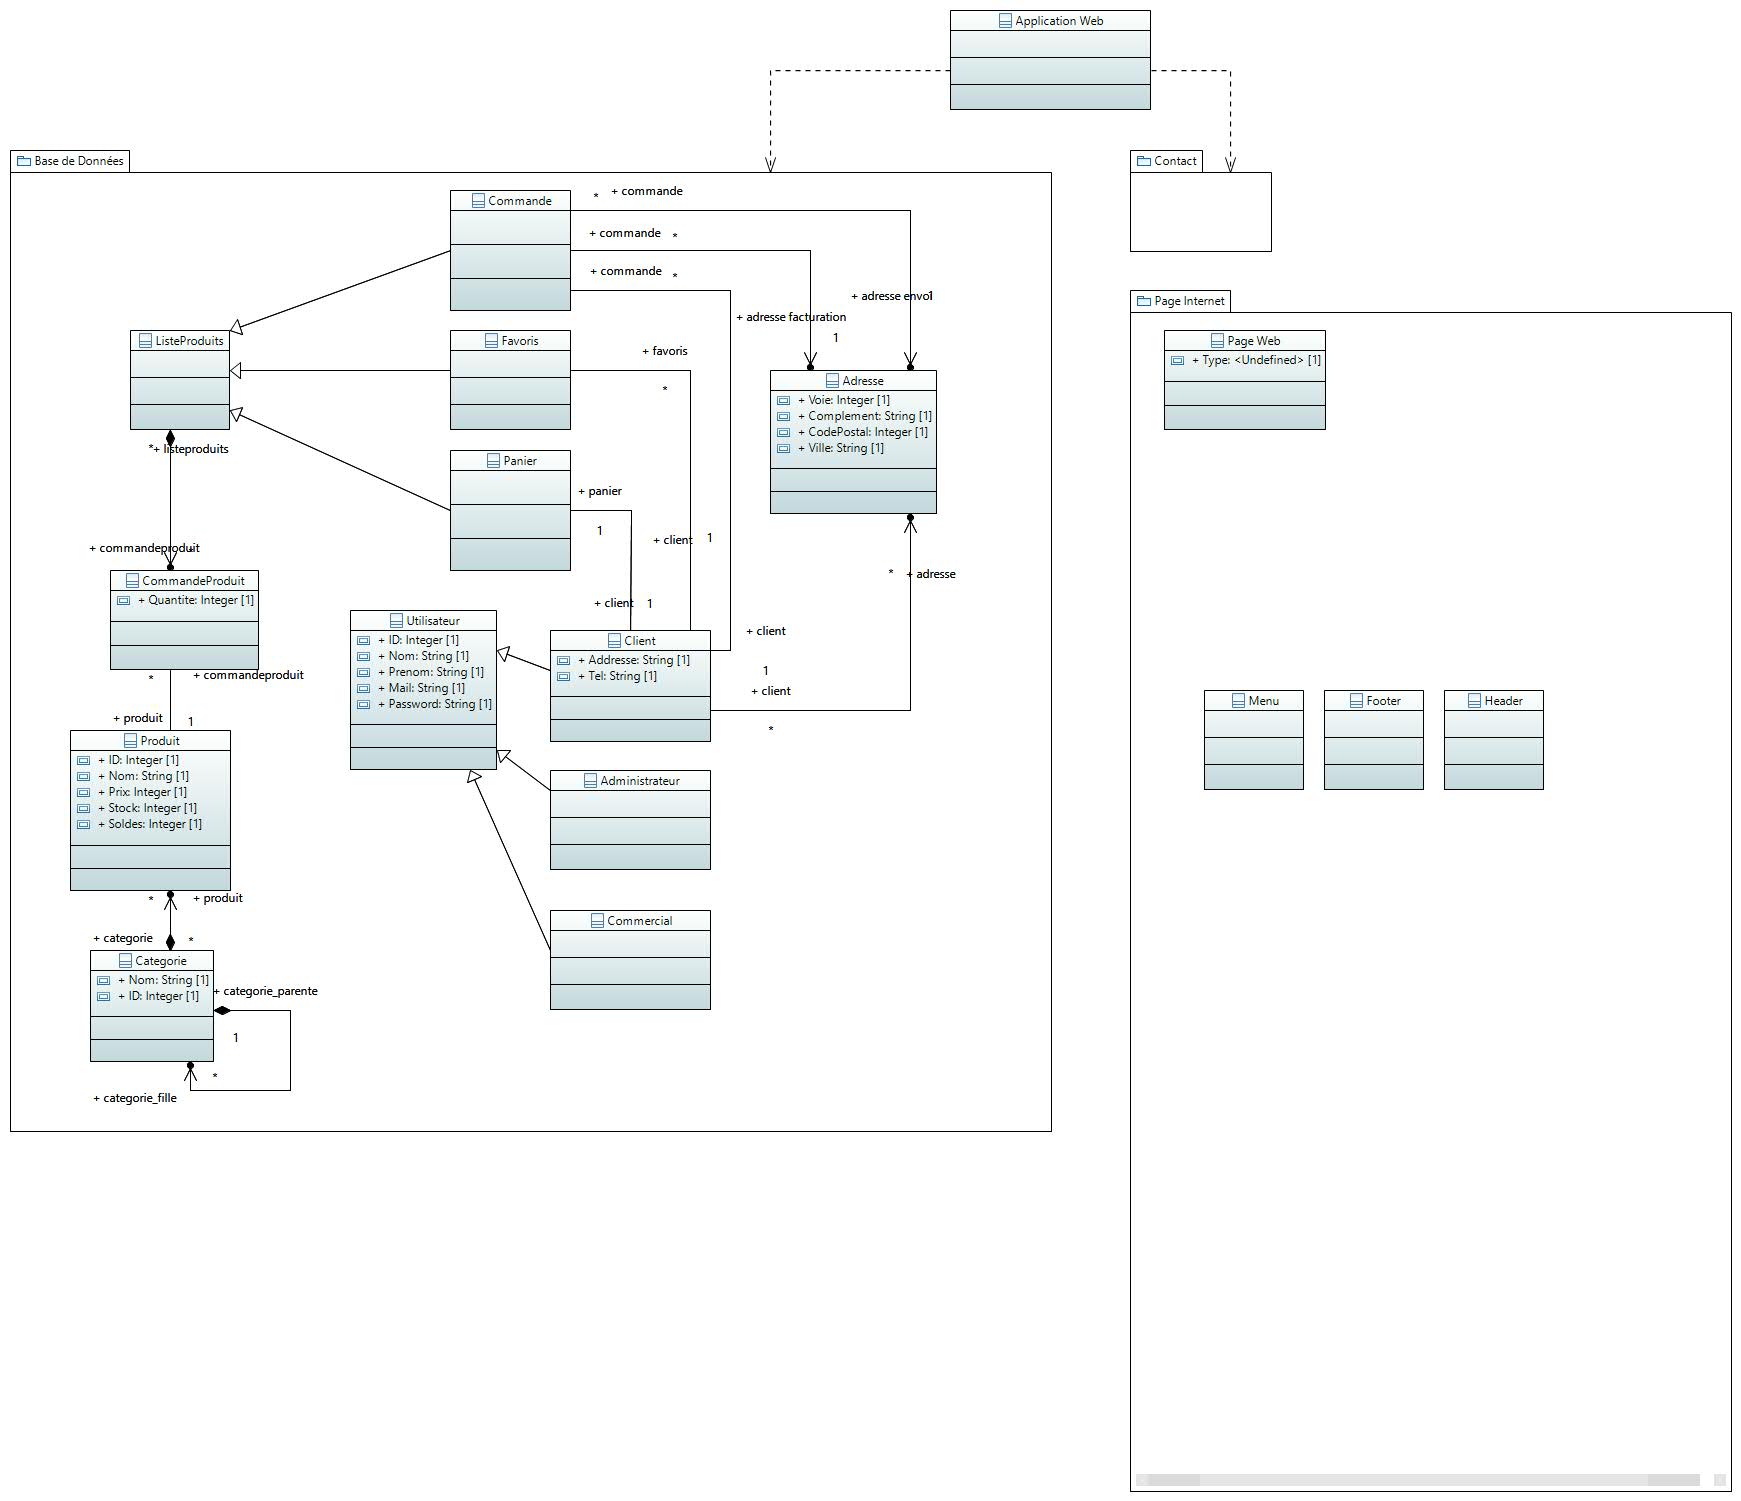 Application Web
Base de Données
Contact
Commande
* + commande
+ commande *
+ commande *
+ adresse envoi 1
+ adresse facturation
1
Page Internet
ListeProduits
Favoris
+ favoris
*
Page Web
+ Type: <Undefined> [1]
Adresse
+ Voie: Integer [1]
+ Complement: String [1]
+ CodePostal: Integer [1]
+ Ville: String [1]
*+ listeproduits
Panier
+ panier
1
+ client 1
+ commandeproduit
*
* + adresse
CommandeProduit
+ Quantite: Integer [1]
+ client 1
Utilisateur
+ ID: Integer [1]
+ Nom: String [1]
+ Prenom: String [1]
+ Mail: String [1]
+ Password: String [1]
Client
+ Addresse: String [1]
+ Tel: String [1]
+ client
1
+ client
*
* + commandeproduit
+ produit 1
Produit
+ ID: Integer [1]
+ Nom: String [1]
+ Prix: Integer [1]
+ Stock: Integer [1]
+ Soldes: Integer [1]
Menu
Footer
Header
Administrateur
* + produit
+ categorie *
Commercial
Categorie
+ Nom: String [1]
+ ID: Integer [1]
+ categorie_parente
1
*
+ categorie_fille